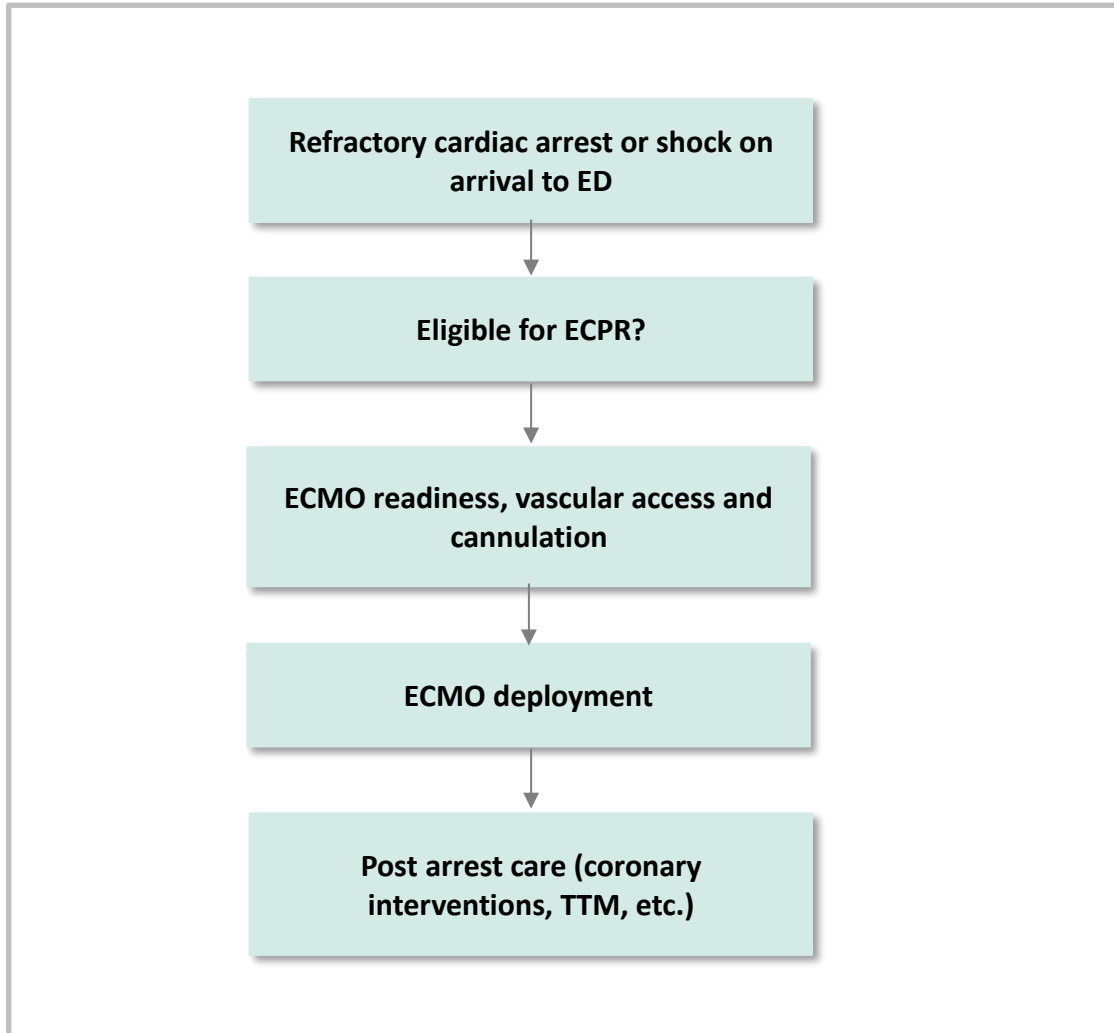 Refractory cardiac arrest or shock on
arrival to ED
Eligible for ECPR?
ECMO readiness, vascular access and
cannulation
ECMO deployment
Post arrest care (coronary
interventions, TTM, etc.)